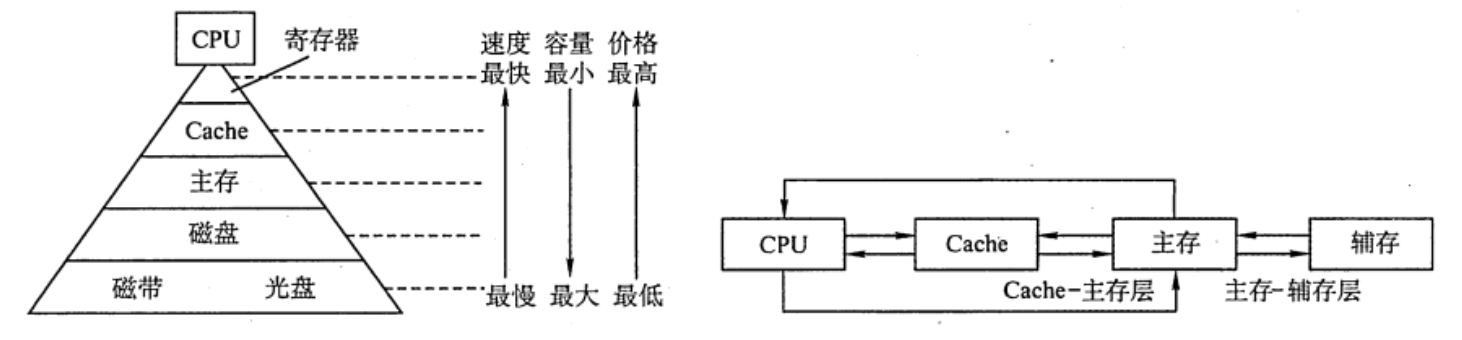 CPU
寄存器
速度 容量 价格
最快 最小 最高
Cache
主存
磁盘
磁带 光盘
最慢 最大 最低
CPU
Cache
主存
辅存
Cache-主存层
主存-辅存层